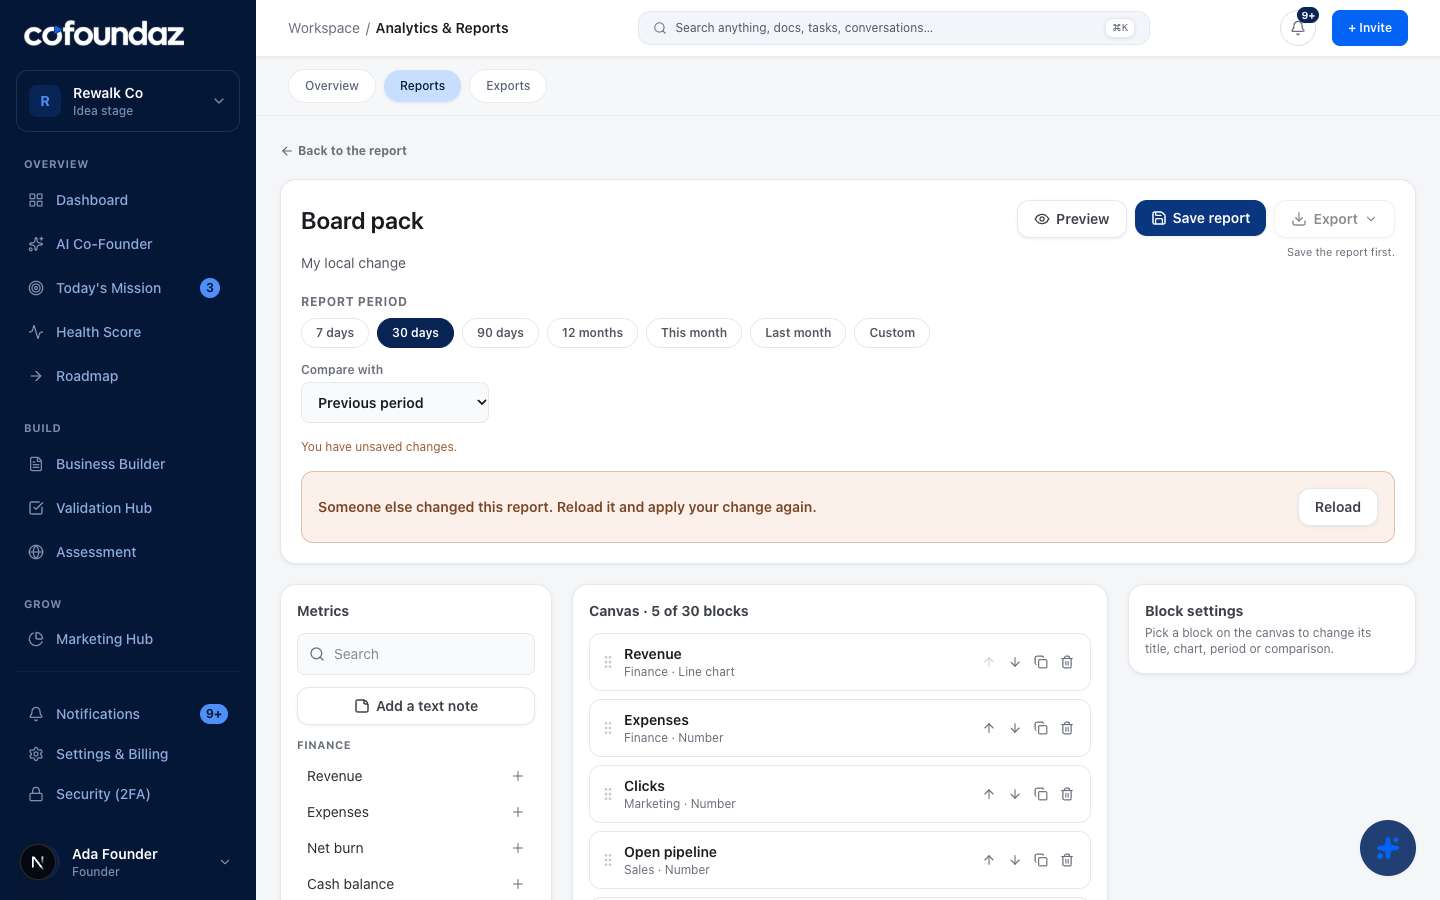 cofoundaz
R
Rewalk Co
Idea stage
OVERVIEW
Dashboard
AI Co-Founder
Today's Mission 3
Health Score
Roadmap
BUILD
Business Builder
Validation Hub
Assessment
GROW
Marketing Hub
Notifications 9+
Settings & Billing
Security (2FA)
N
Ada Founder
Founder
Workspace / Analytics & Reports
Search anything, docs, tasks, conversations... ⌘K
9+
+ Invite
Overview Reports Exports
← Back to the report
Board pack
Preview Save report Export
Save the report first.
My local change
REPORT PERIOD
7 days 30 days 90 days 12 months This month Last month Custom
Compare with
Previous period
You have unsaved changes.
Someone else changed this report. Reload it and apply your change again. Reload
Metrics
Search
Add a text note
FINANCE
Revenue +
Expenses +
Net burn +
Cash balance +
Canvas · 5 of 30 blocks
Revenue
Finance · Line chart
Expenses
Finance · Number
Clicks
Marketing · Number
Open pipeline
Sales · Number
Block settings
Pick a block on the canvas to change its
title, chart, period or comparison.